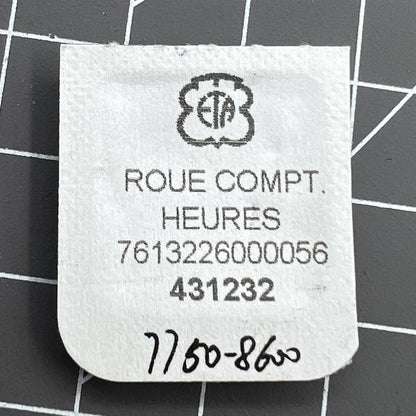 ETA
ROUE COMPT.
HEURES
7613226000056
431232
7750-8600